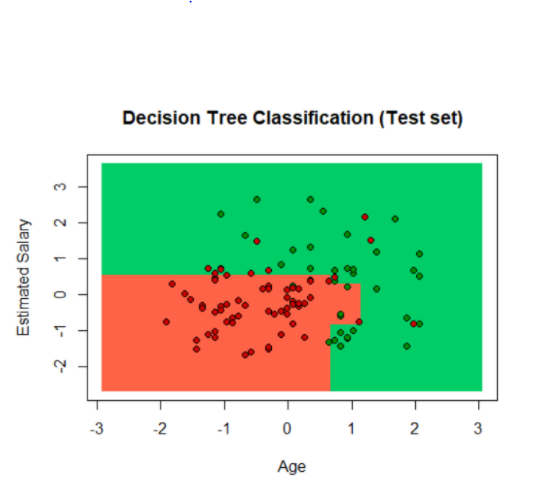 Decision Tree Classification (Test set)
Estimated Salary
3
2
1
0
-1
-2
-3 -2 -1 0 1 2 3
Age